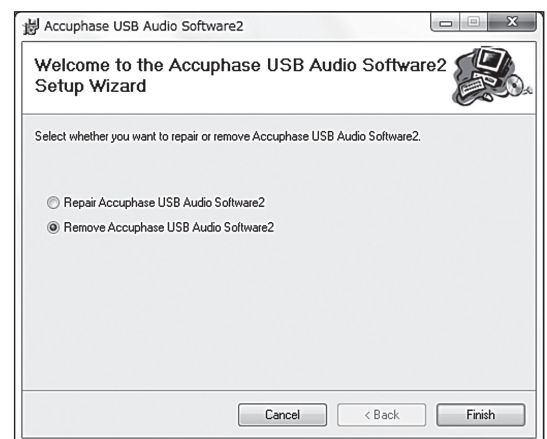 Accuphase USB Audio Software2
Welcome to the Accuphase USB Audio Software2
Setup Wizard
Select whether you want to repair or remove Accuphase USB Audio Software2.
Repair Accuphase USB Audio Software2
Remove Accuphase USB Audio Software2
Cancel
< Back
Finish